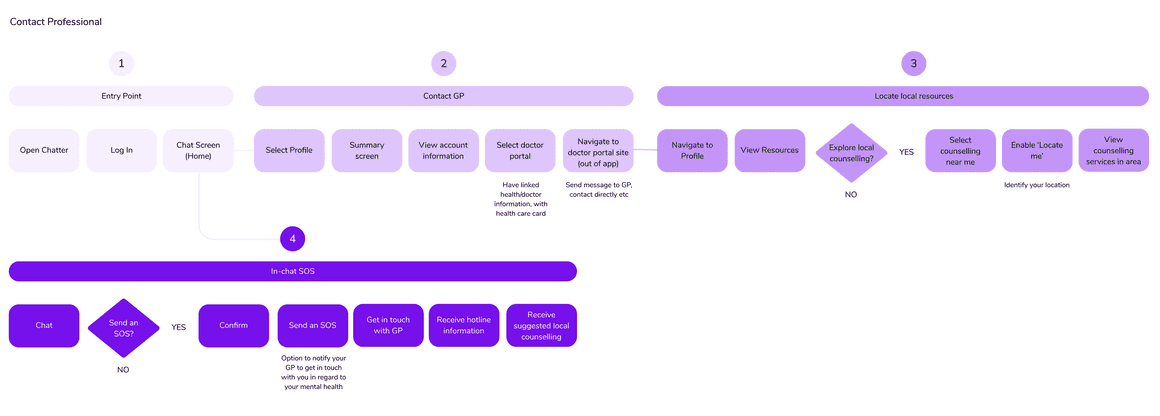 Contact Professional
1
2
3
Entry Point
Contact GP
Locate local resources
Open Chatter
Log In
Chat Screen
(Home)
Select Profile
Summary
screen
View account
information
Select doctor
portal
Navigate to
doctor portal site
(out of app)
Navigate to
Profile
View Resources
Explore local
counselling?
YES
Select
counselling
near me
Enable 'Locate
me'
View
counselling
services in area
Have linked
health/doctor
information, with
health care card
Send message to GP,
contact directly etc
NO
Identify your location
4
In-chat SOS
Chat
Send an
SOS?
YES
Confirm
Send an SOS
Get in touch
with GP
Receive hotline
information
Receive
suggested local
counselling
NO
Option to notify your
GP to get in touch
with you in regard to
your mental health